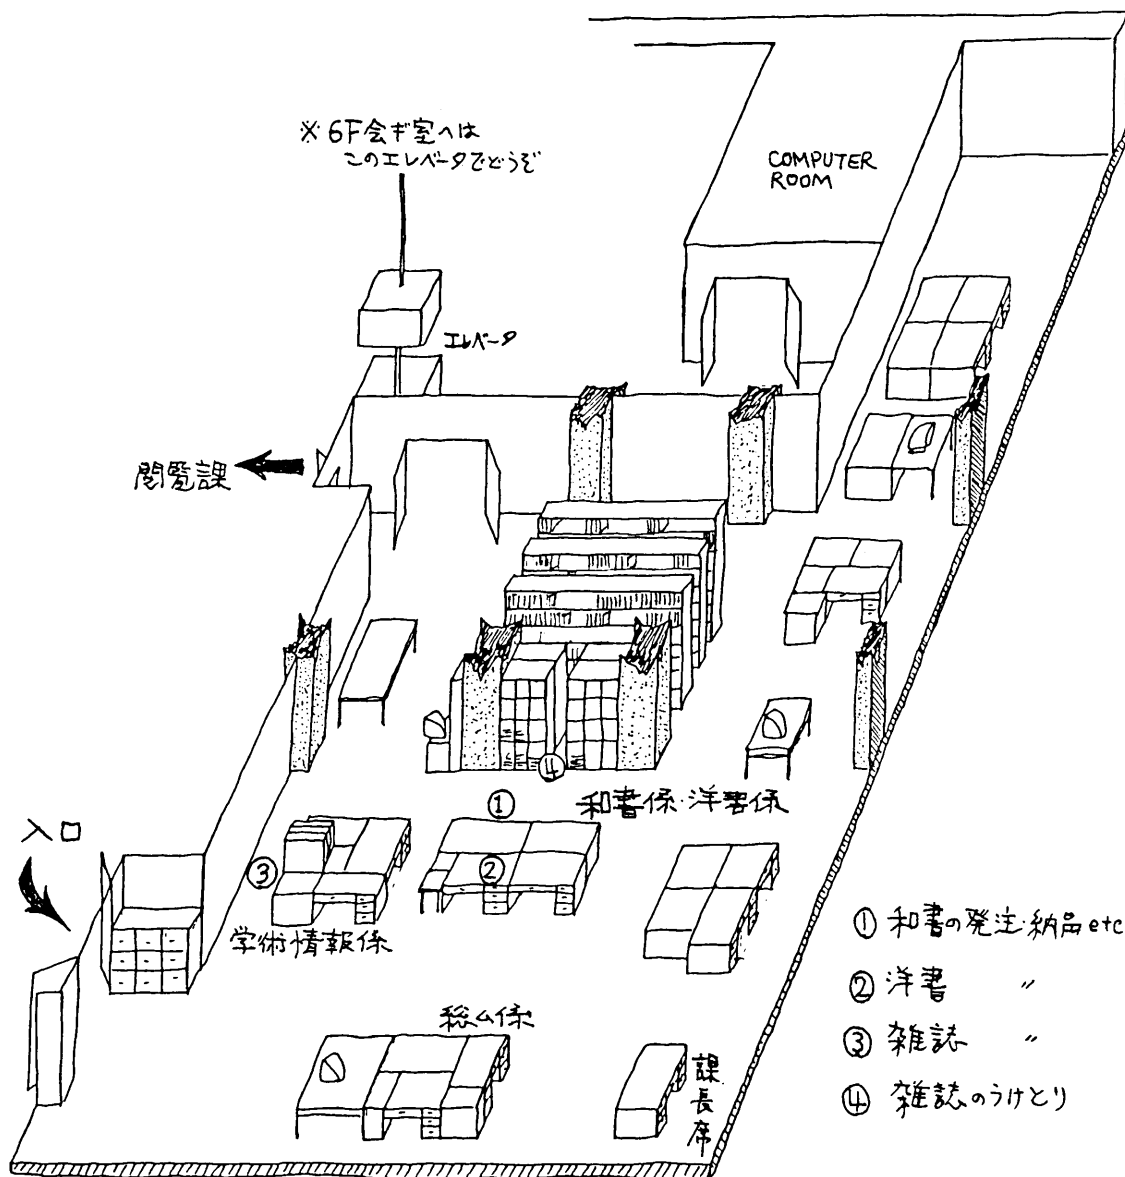 ※6F会ギ室へは
このエレベータでどうぞ
COMPUTER
ROOM
エレベータ
閲覧課
④
①
和書係・洋書係
入口
③
②
学術情報係
総ム係
課長席
① 和書の発注・納品etc
② 洋書 〃
③ 雑誌 〃
④ 雑誌のうけとり